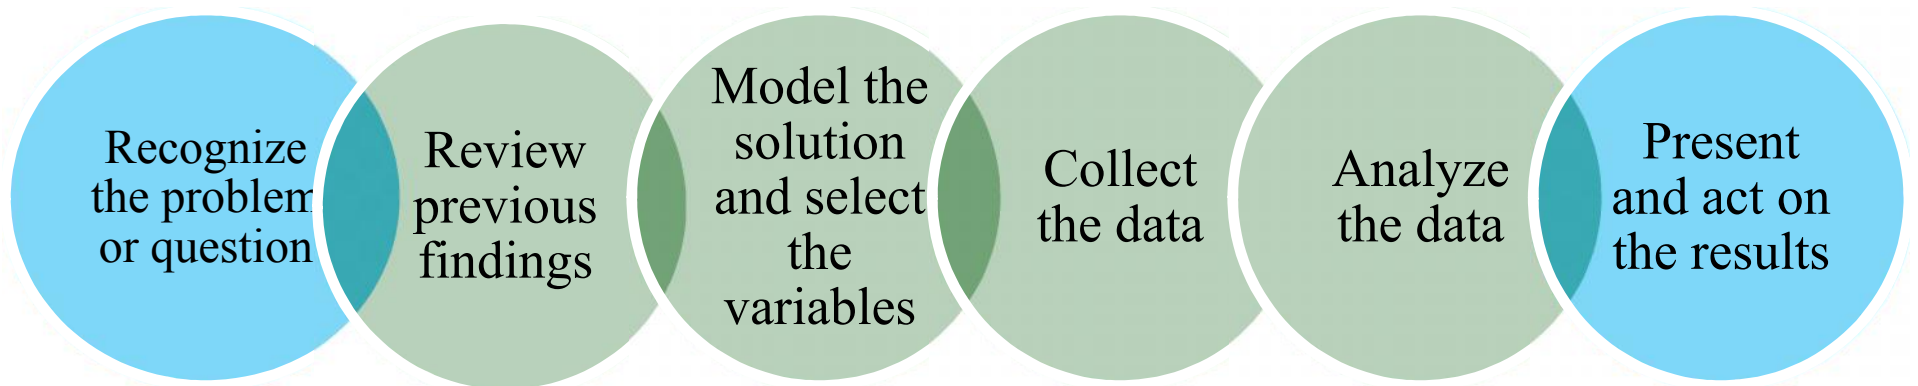 Recognize
the problem
or question
Review
previous
findings
Model the
solution
and select
the
variables
Collect
the data
Analyze
the data
Present
and act on
the results